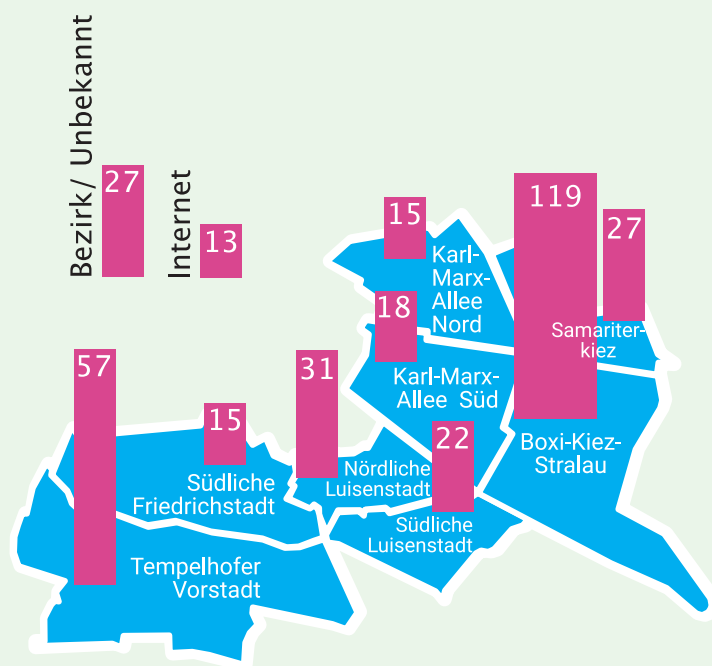 Bezirk/ Unbekannt
27
Internet
13
15
Karl-
Marx-
Allee
Nord
119
27
Samariter-
kiez
18
Karl-Marx-
Allee Süd
57
15
Südliche
Friedrichstadt
31
Nördliche
Luisenstadt
22
Südliche
Luisenstadt
Boxi-Kiez-
Stralau
Tempelhofer
Vorstadt